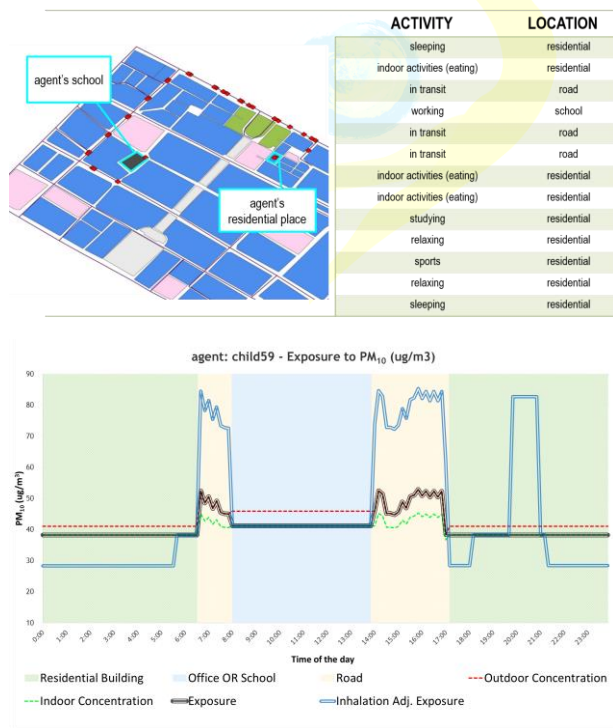 agent's school
agent's
residential place
ACTIVITY LOCATION
sleeping residential
indoor activities (eating) residential
in transit road
working school
in transit road
in transit road
indoor activities (eating) residential
indoor activities (eating) residential
studying residential
relaxing residential
sports residential
relaxing residential
sleeping residential
agent: child59 - Exposure to PM10 (ug/m3)
PM10 (ug/m3)
90
80
70
60
50
40
30
20
10
0:00 1:00 2:00 3:00 4:00 5:00 6:00 7:00 8:00 9:00 10:00 11:00 12:00 13:00 14:00 15:00 16:00 17:00 18:00 19:00 20:00 21:00 22:00 23:00
Time of the day
Residential Building Office OR School Road Outdoor Concentration
Indoor Concentration Exposure Inhalation Adj. Exposure